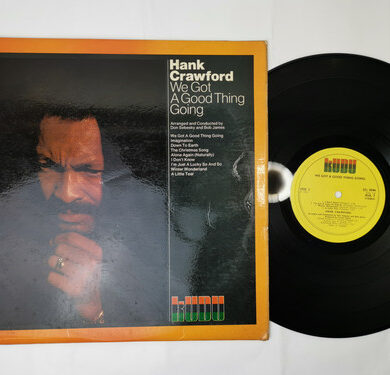 Hank
Crawford
We Got
A Good Thing
Going
Arranged and Conducted by
Don Sebesky and Bob James
We Got A Good Thing Going
Imagination
Down To Earth
The Christmas Song
Alone Again (Naturally)
I Don't Know
I'm Just A Lucky So And So
Winter Wonderland
A Little Tear
kudu
kudu
WE GOT A GOOD THING GOING
HANK CRAWFORD